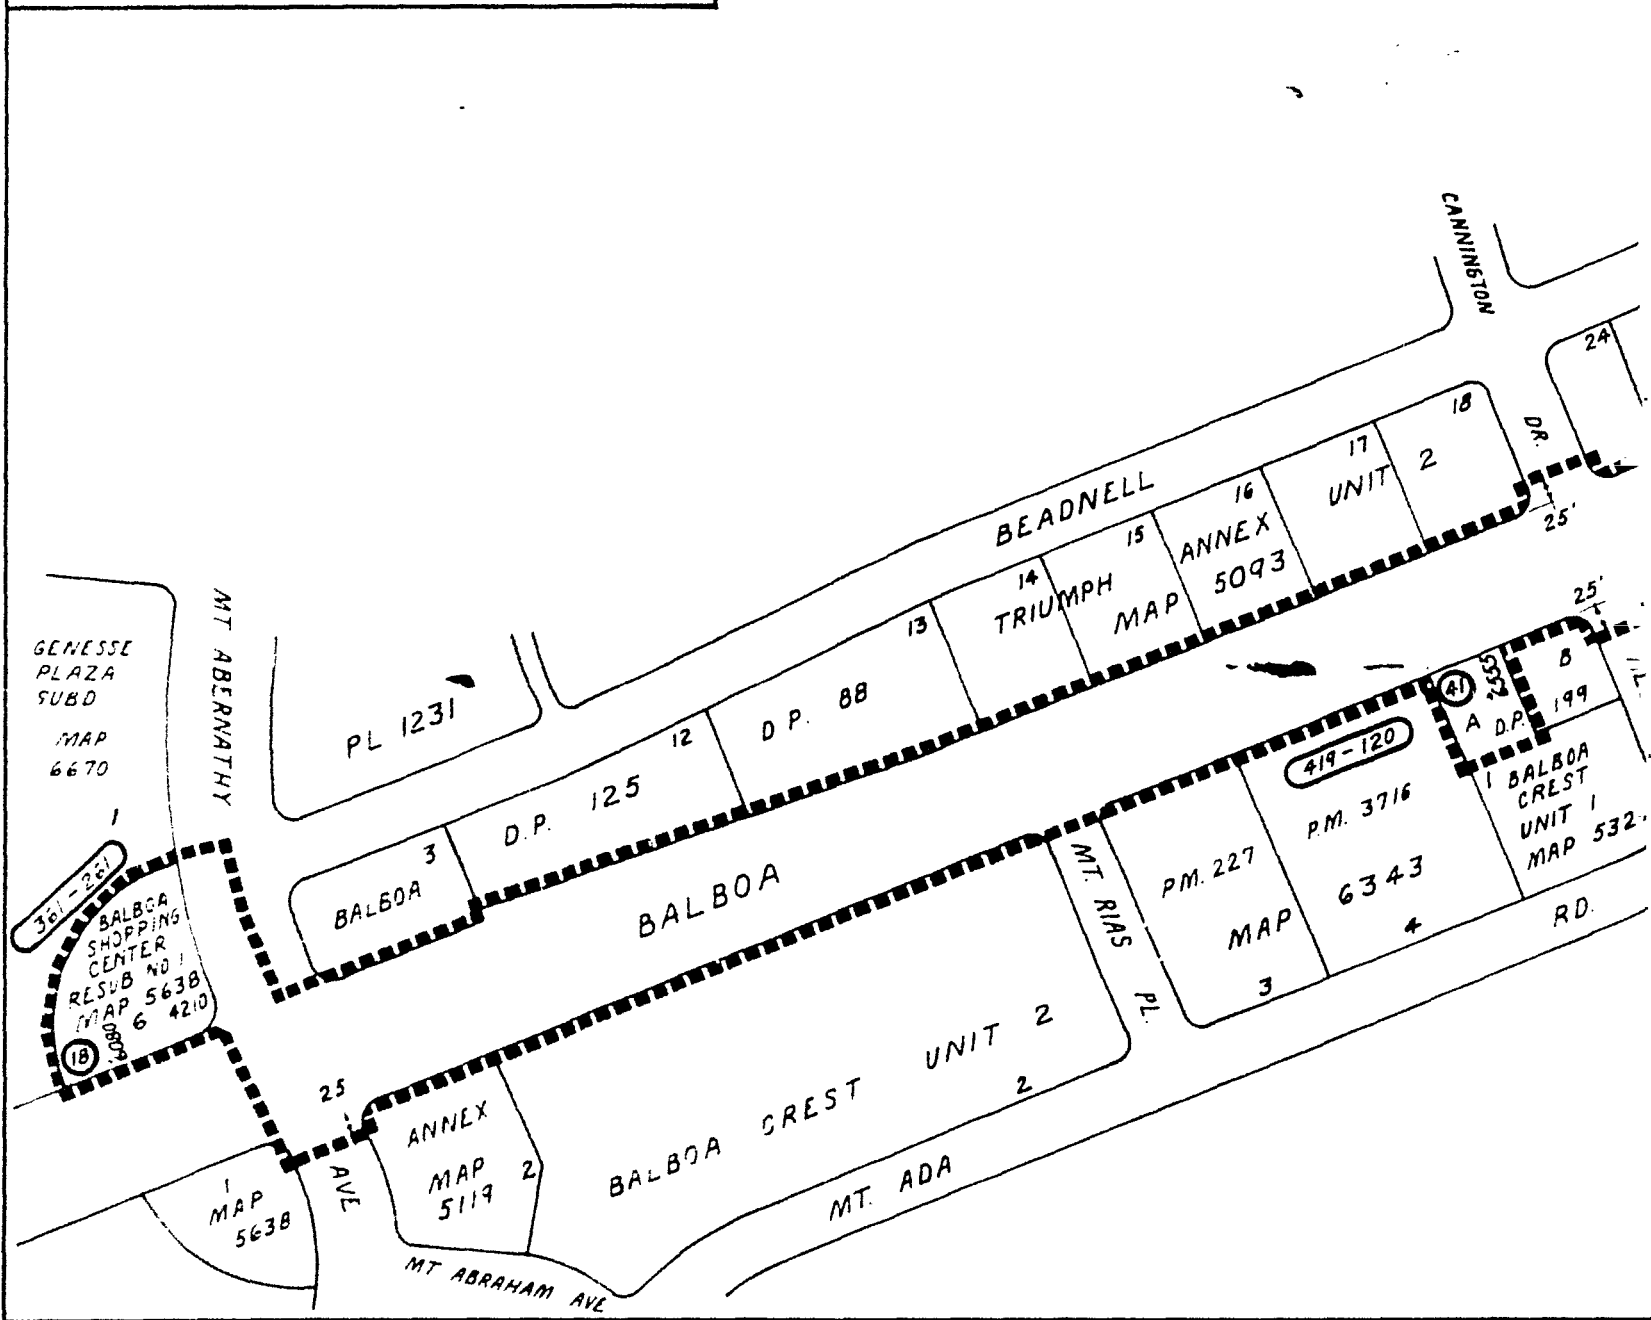 CANNINGTON
24
18
DR.
17
UNIT 2
25'
BEADNELL
16
ANNEX
5093
15
14
TRIUMPH
MAP
25'
13
12
D P. 88
MT ABERNATHY
GENESSE
PLAZA
SUBD
MAP
6670
1
PL 1231
D.P. 125
3
BALBOA
BALBOA
41
A
D.P.
B
199
419-120
P.M. 3716
6343
4
P.M. 227
MAP
3
1 BALBOA
CREST
UNIT 1
MAP 532
RD.
361-261
BALBOA
SHOPPING
CENTER
RESUB NO 1
MAP 5638
6 4210
18
MT. RIAS
PL.
UNIT 2
2
BALBOA CREST
25
ANNEX
MAP
5119
2
AVE
1
MAP
5638
MT. ADA
MT ABRAHAM AVE